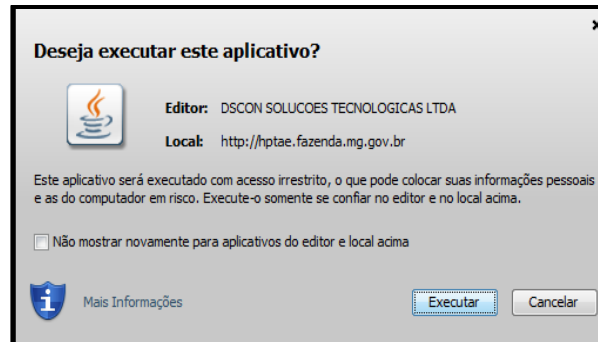 Deseja executar este aplicativo?
Editor: DSCON SOLUCOES TECNOLOGICAS LTDA
Local: http://hptae.fazenda.mg.gov.br
Este aplicativo será executado com acesso irrestrito, o que pode colocar suas informações pessoais
e as do computador em risco. Execute-o somente se confiar no editor e no local acima.
Não mostrar novamente para aplicativos do editor e local acima
Mais Informações
Executar
Cancelar